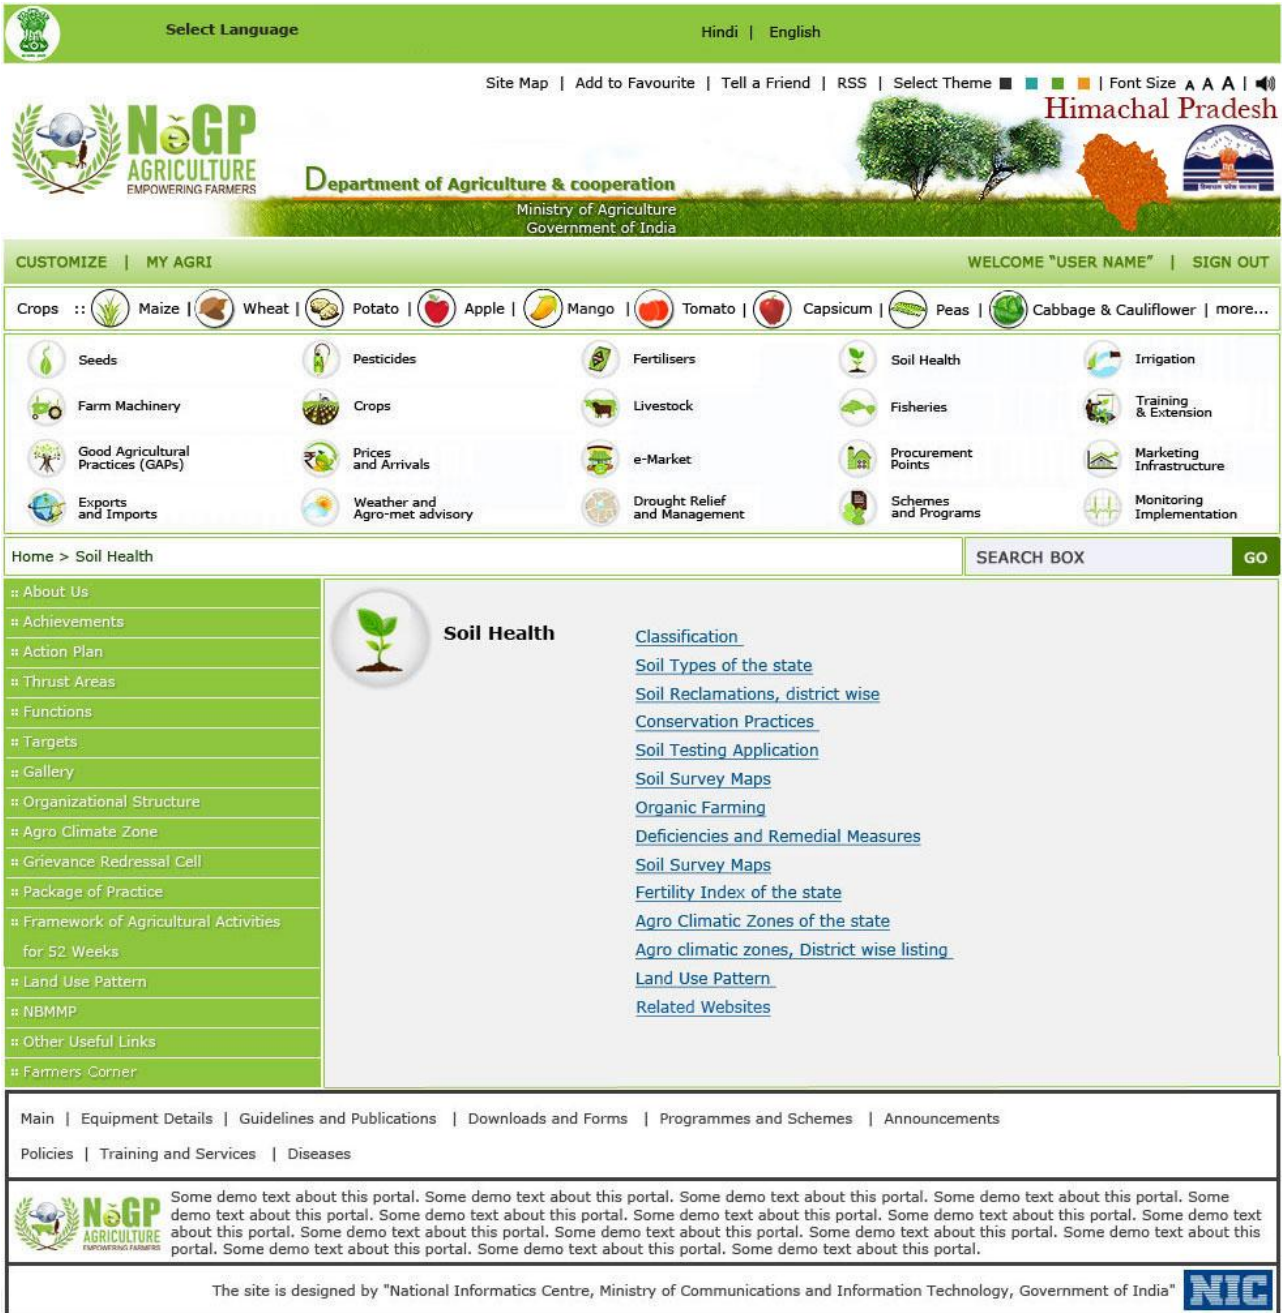 Select Language
Hindi | English
Site Map | Add to Favourite | Tell a Friend | RSS | Select Theme | Font Size A A A |
Himachal Pradesh
NeGP
AGRICULTURE
EMPOWERING FARMERS
Department of Agriculture & cooperation
Ministry of Agriculture
Government of India
CUSTOMIZE | MY AGRI
WELCOME "USER NAME" | SIGN OUT
Crops :: Maize | Wheat | Potato | Apple | Mango | Tomato | Capsicum | Peas | Cabbage & Cauliflower | more...
Seeds
Pesticides
Fertilisers
Soil Health
Irrigation
Farm Machinery
Crops
Livestock
Fisheries
Training
& Extension
Good Agricultural
Practices (GAPs)
Prices
and Arrivals
e-Market
Procurement
Points
Marketing
Infrastructure
Exports
and Imports
Weather and
Agro-met advisory
Drought Relief
and Management
Schemes
and Programs
Monitoring
Implementation
Home > Soil Health
SEARCH BOX
GO
:: About Us
:: Achievements
:: Action Plan
:: Thrust Areas
:: Functions
:: Targets
:: Gallery
:: Organizational Structure
:: Agro Climate Zone
:: Grievance Redressal Cell
:: Package of Practice
:: Framework of Agricultural Activities
for 52 Weeks
:: Land Use Pattern
:: NBMMP
:: Other Useful Links
:: Farmers Corner
Soil Health
Classification
Soil Types of the state
Soil Reclamations, district wise
Conservation Practices
Soil Testing Application
Soil Survey Maps
Organic Farming
Deficiencies and Remedial Measures
Soil Survey Maps
Fertility Index of the state
Agro Climatic Zones of the state
Agro climatic zones, District wise listing
Land Use Pattern
Related Websites
Main | Equipment Details | Guidelines and Publications | Downloads and Forms | Programmes and Schemes | Announcements
Policies | Training and Services | Diseases
NeGP
AGRICULTURE
EMPOWERING FARMERS
Some demo text about this portal. Some demo text about this portal. Some demo text about this portal. Some demo text about this portal. Some
demo text about this portal. Some demo text about this portal. Some demo text about this portal. Some demo text about this portal. Some demo text
about this portal. Some demo text about this portal. Some demo text about this portal. Some demo text about this portal. Some demo text about this
portal. Some demo text about this portal. Some demo text about this portal. Some demo text about this portal.
The site is designed by "National Informatics Centre, Ministry of Communications and Information Technology, Government of India"
NIC